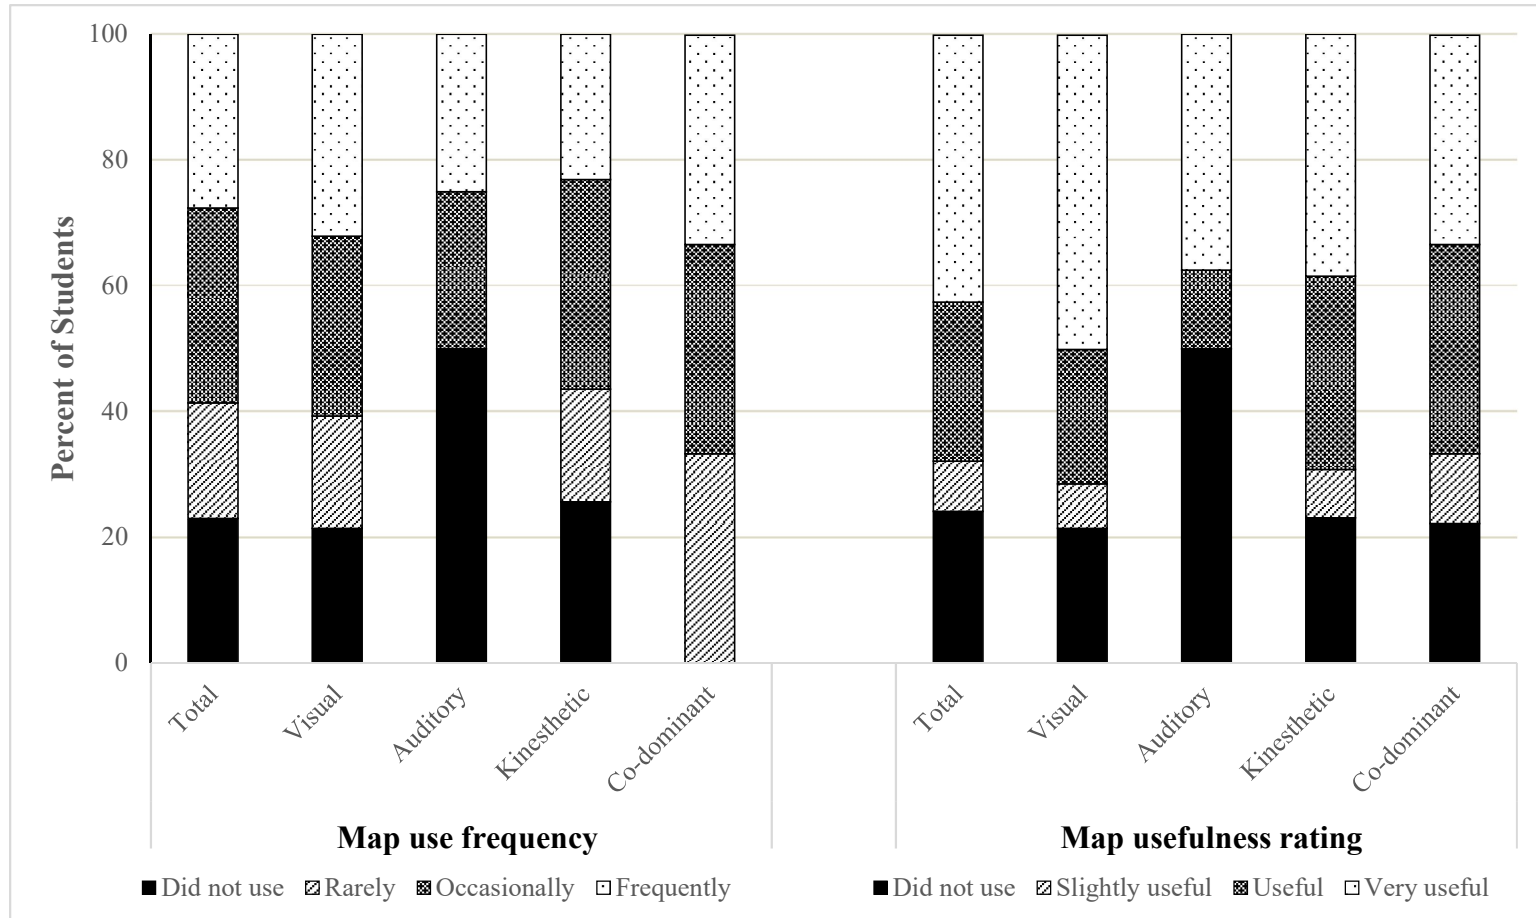 100
80
60
40
20
0
Percent of Students
Total
Visual
Auditory
Kinesthetic
Co-dominant
Total
Visual
Auditory
Kinesthetic
Co-dominant
Map use frequency
Map usefulness rating
Did not use Rarely Occasionally Frequently
Did not use Slightly useful Useful Very useful